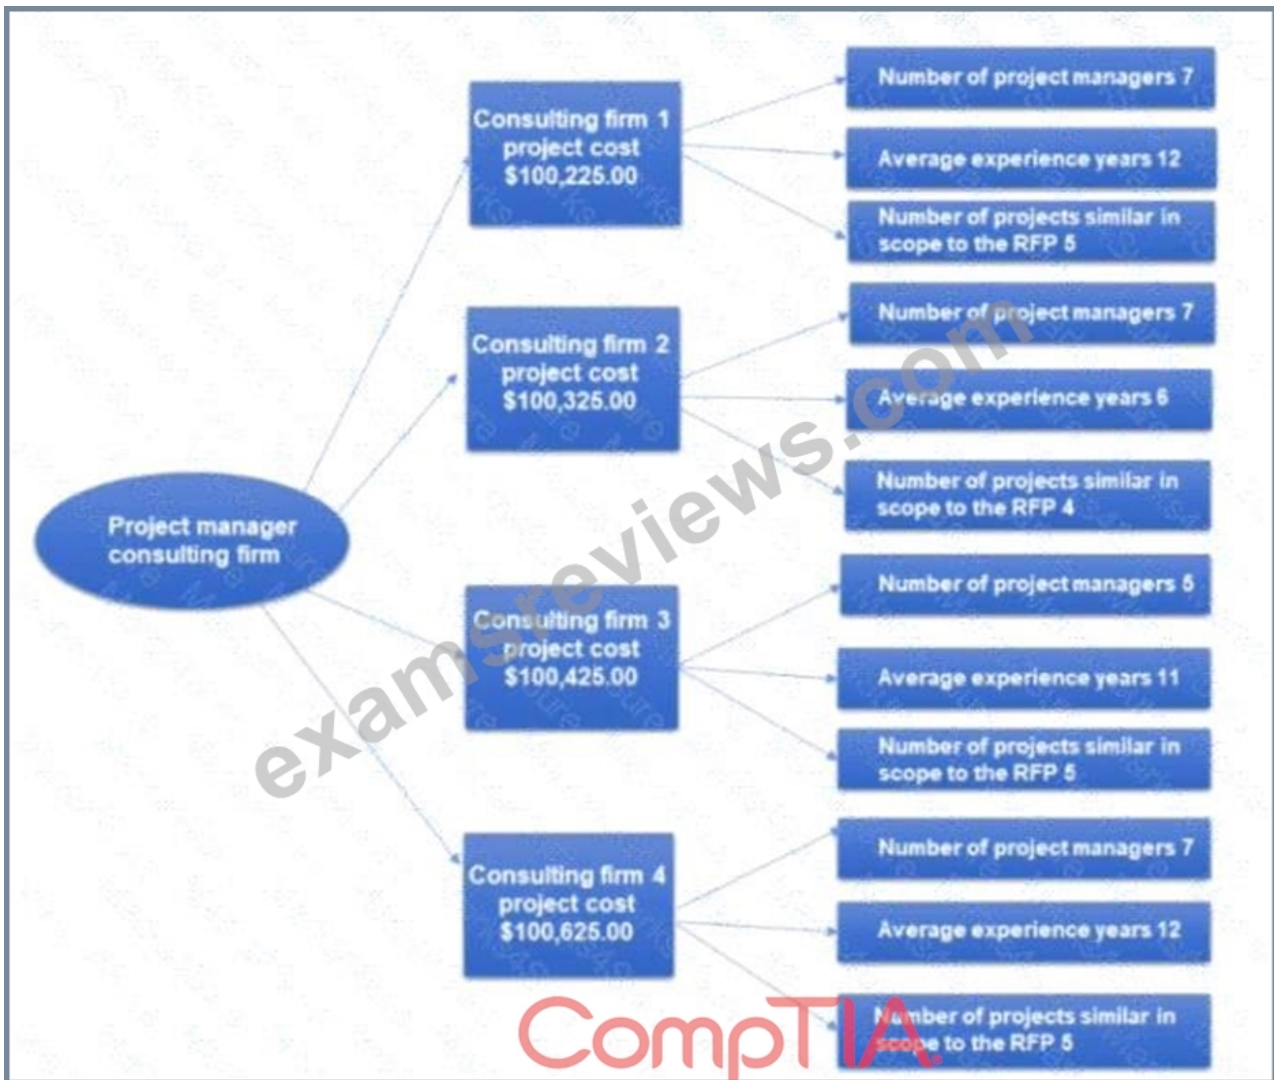 Consulting firm 1
project cost
$100,225.00
Number of project managers 7
Average experience years 12
Number of projects similar in
scope to the RFP 5
Consulting firm 2
project cost
$100,325.00
Number of project managers 7
Average experience years 6
Number of projects similar in
scope to the RFP 4
Project manager
consulting firm
Consulting firm 3
project cost
$100,425.00
Number of project managers 5
Average experience years 11
Number of projects similar in
scope to the RFP 5
Consulting firm 4
project cost
$100,625.00
Number of project managers 7
Average experience years 12
Number of projects similar in
scope to the RFP 5
examsreviews.com
CompTIA.